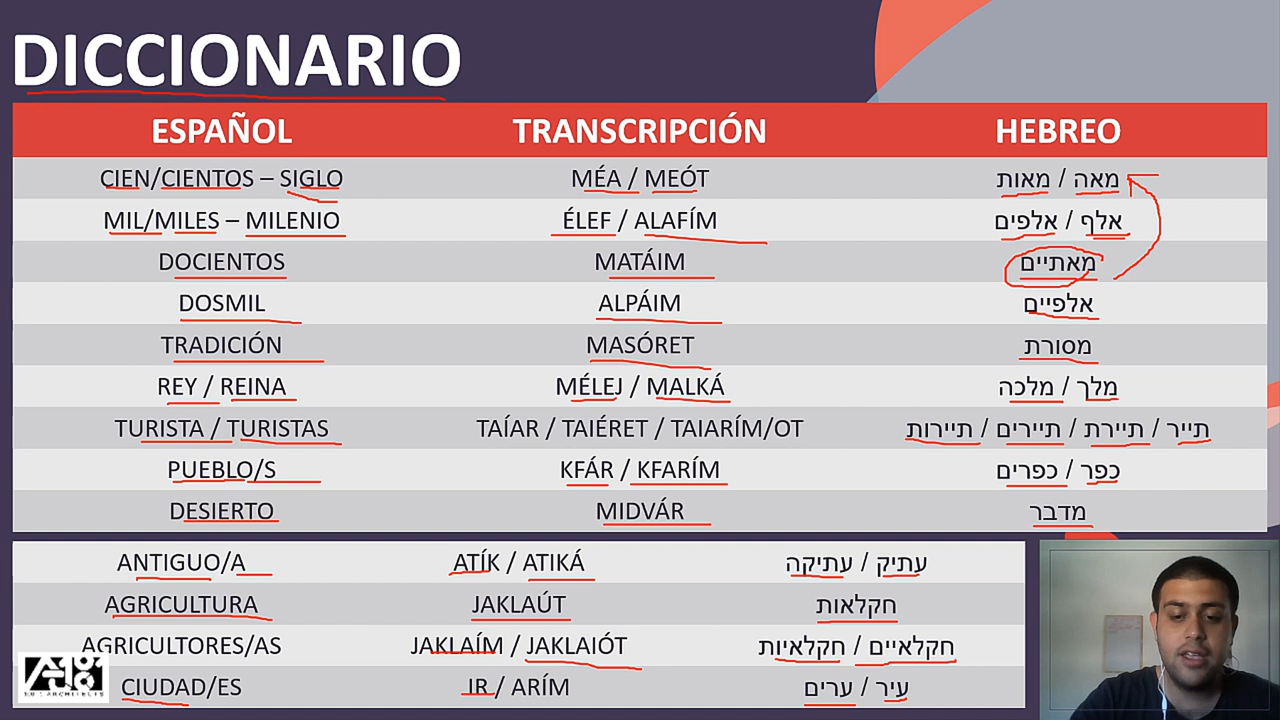 DICCIONARIO
ESPAÑOL TRANSCRIPCIÓN HEBREO
CIEN/CIENTOS – SIGLO MÉA / MEÓT מאה / מאות
MIL/MILES – MILENIO ÉLEF / ALAFÍM אלף / אלפים
DOCIENTOS MATÁIM מאתיים
DOSMIL ALPÁIM אלפיים
TRADICIÓN MASÓRET מסורת
REY / REINA MÉLEJ / MALKÁ מלך / מלכה
TURISTA / TURISTAS TAÍAR / TAIÉRET / TAIARÍM/OT תייר / תיירת / תיירים / תיירות
PUEBLO/S KFÁR / KFARÍM כפר / כפרים
DESIERTO MIDVÁR מדבר
ANTIGUO/A ATÍK / ATIKÁ עתיק / עתיקה
AGRICULTURA JAKLAÚT חקלאות
AGRICULTORES/AS JAKLAÍM / JAKLAIÓT חקלאיים / חקלאיות
CIUDAD/ES IR / ARÍM עיר / ערים